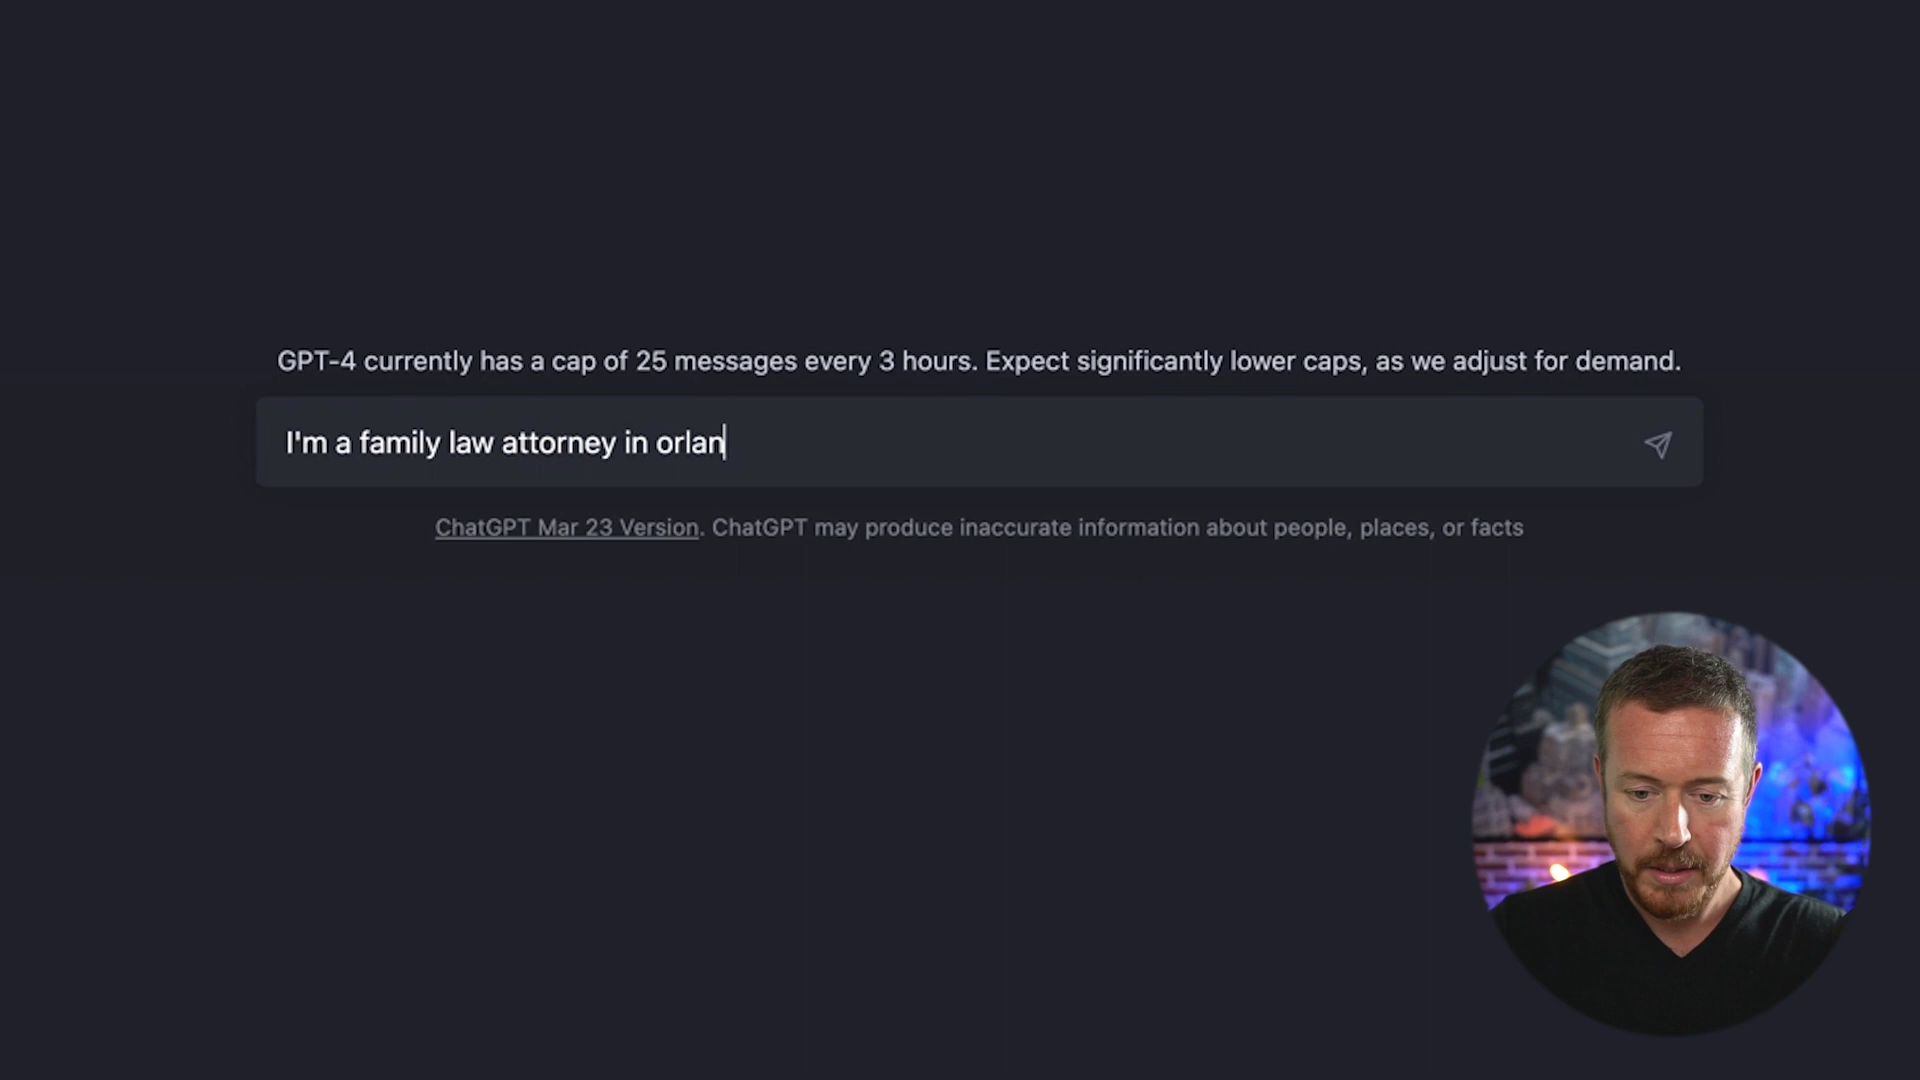 GPT-4 currently has a cap of 25 messages every 3 hours. Expect significantly lower caps, as we adjust for demand.
I'm a family law attorney in orlan
ChatGPT Mar 23 Version. ChatGPT may produce inaccurate information about people, places, or facts